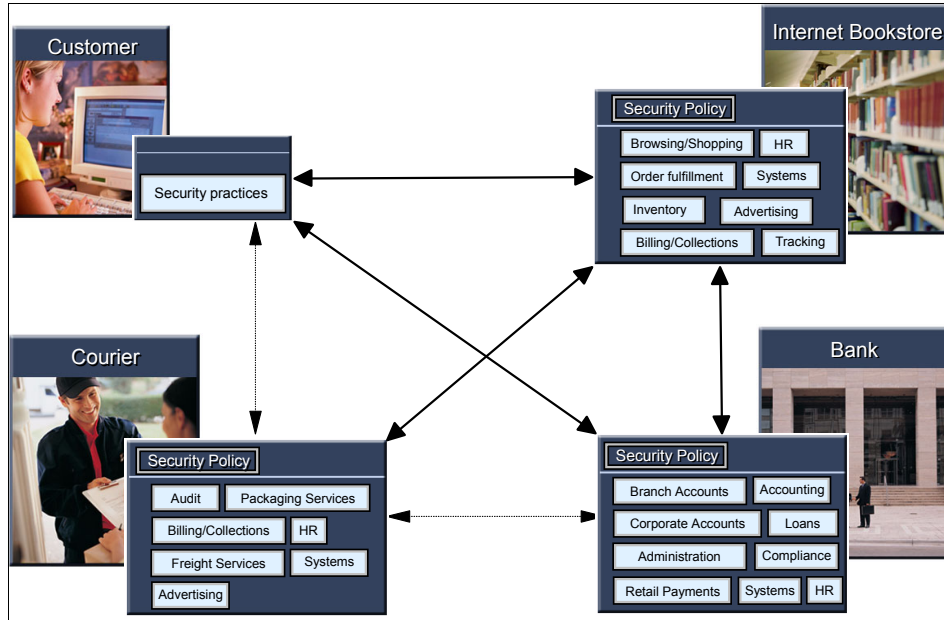 Customer
Security practices
Internet Bookstore
Security Policy
Browsing/Shopping HR
Order fulfillment Systems
Inventory Advertising
Billing/Collections Tracking
Courier
Security Policy
Audit Packaging Services
Billing/Collections HR
Freight Services Systems
Advertising
Bank
Security Policy
Branch Accounts Accounting
Corporate Accounts Loans
Administration Compliance
Retail Payments Systems HR